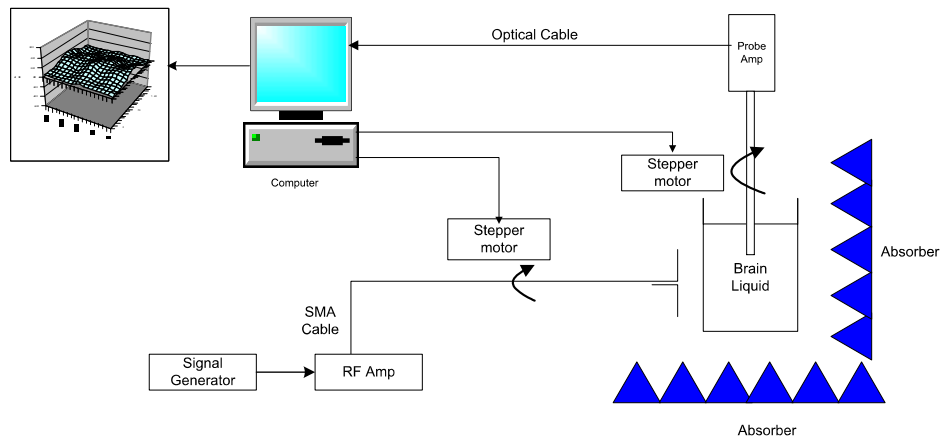 Optical Cable
Probe
Amp
Computer
Stepper
motor
Stepper
motor
Brain
Liquid
Absorber
SMA
Cable
Signal
Generator
RF Amp
Absorber